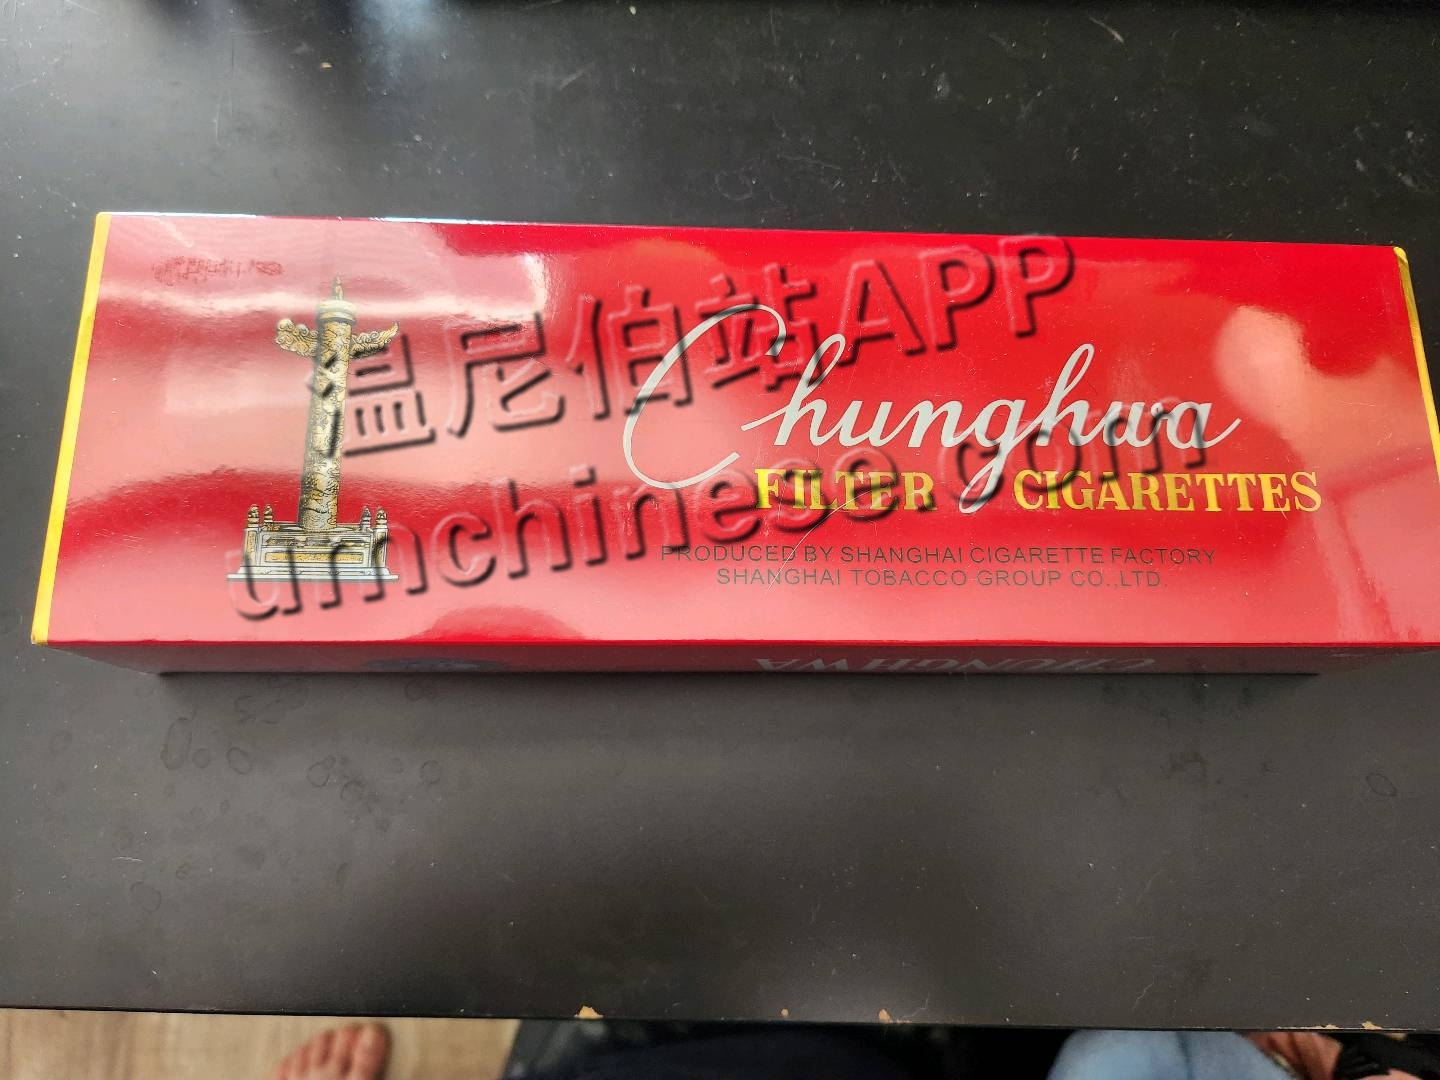 温尼伯站APP
umchinese.com
Chunghwa
FILTER CIGARETTES
PRODUCED BY SHANGHAI CIGARETTE FACTORY
SHANGHAI TOBACCO GROUP CO.,LTD.
CHUNGHWA